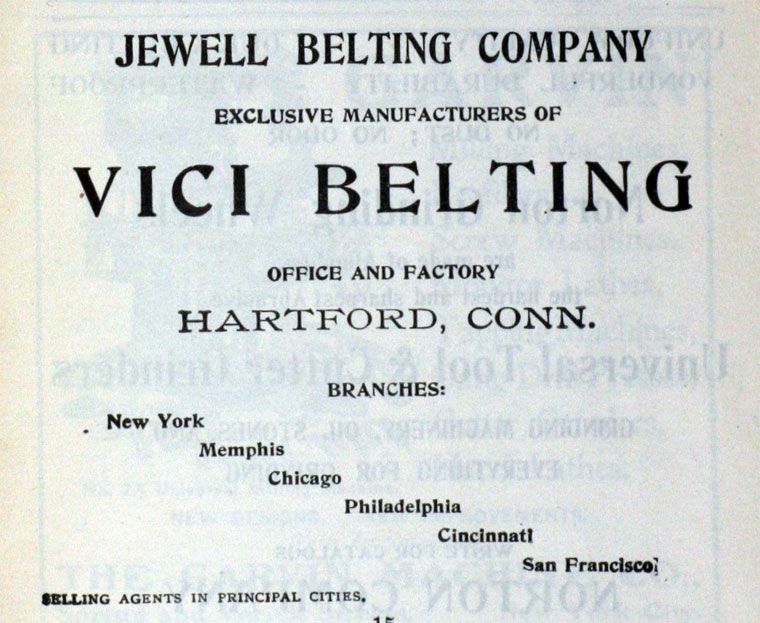 JEWELL BELTING COMPANY
EXCLUSIVE MANUFACTURERS OF
VICI BELTING
OFFICE AND FACTORY
HARTFORD, CONN.
BRANCHES:
New York
Memphis
Chicago
Philadelphia
Cincinnati
San Francisco
SELLING AGENTS IN PRINCIPAL CITIES.
15